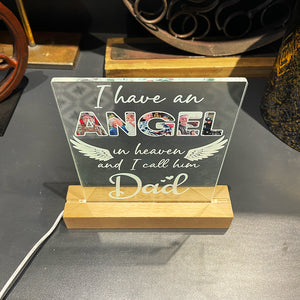 I have an
ANGEL
in heaven
and I call him
Dad